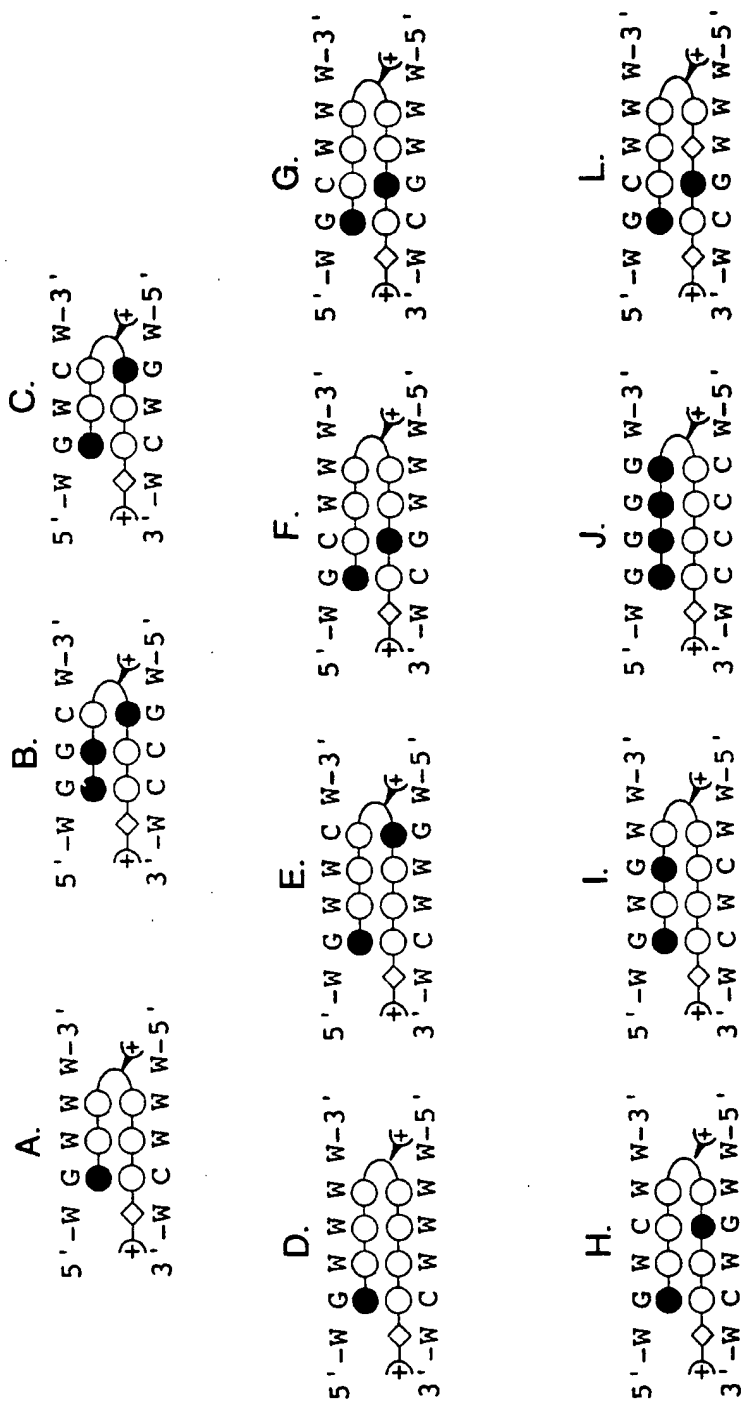 A.
5'-W G W W W-3'
3'-W C W W W-5'
B.
5'-W G G C W-3'
3'-W C C G W-5'
C.
5'-W G W C W-3'
3'-W C W G W-5'
D.
5'-W G W W W W-3'
3'-W C W W W W-5'
E.
5'-W G W W C W-3'
3'-W C W W G W-5'
F.
5'-W G C W W W-3'
3'-W C G W W W-5'
G.
5'-W G C W W W-3'
3'-W C G W W W-5'
H.
5'-W G W C W W-3'
3'-W C W G W W-5'
I.
5'-W G W G W W-3'
3'-W C W C W W-5'
J.
5'-W G G G G W-3'
3'-W C C C C W-5'
L.
5'-W G C W W W-3'
3'-W C G W W W-5'